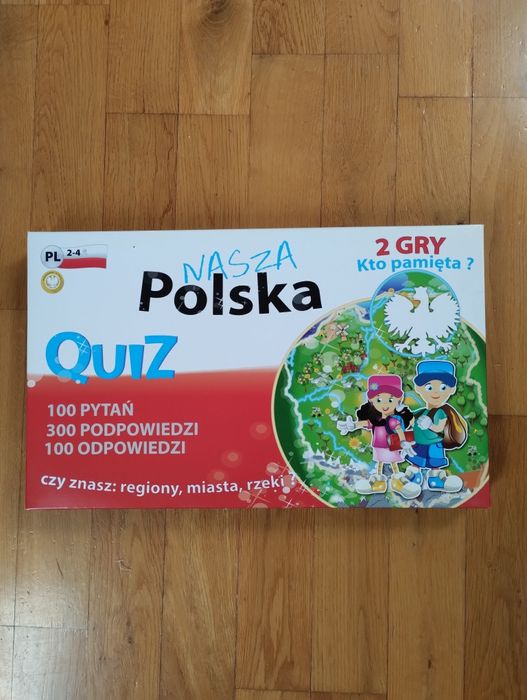 PL 2-4
NASZA
Polska
QUIZ
2 GRY
Kto pamięta ?
100 PYTAŃ
300 PODPOWIEDZI
100 ODPOWIEDZI
czy znasz: regiony, miasta, rzeki ?